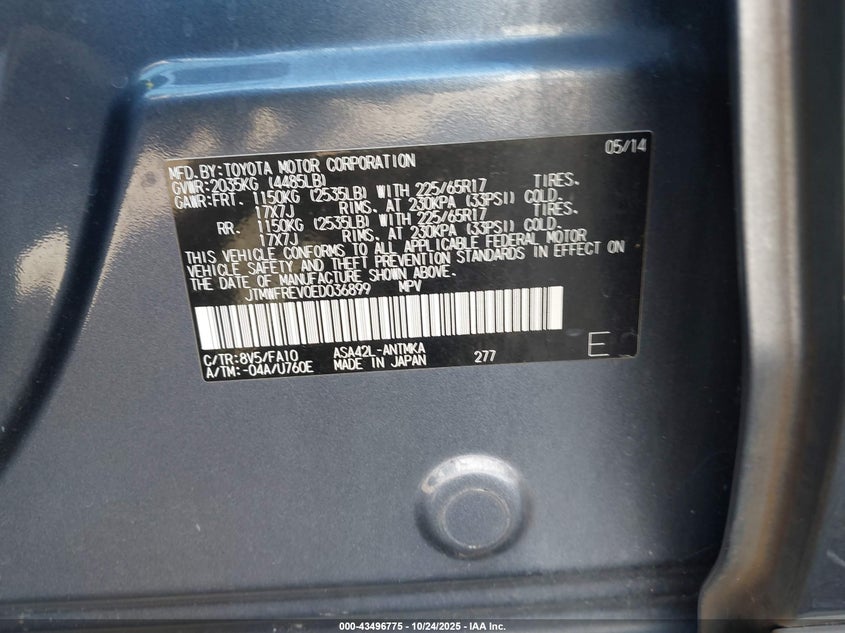 05/14
MFD.BY:TOYOTA MOTOR CORPORATION
GVWR:2035KG (4485LB)
GAWR:FRT. 1150KG (2535LB) WITH 225/65R17 TIRES.
17X7J RIMS. AT 230KPA (33PSI) COLD.
RR. 1150KG (2535LB) WITH 225/65R17 TIRES.
17X7J RIMS. AT 230KPA (33PSI) COLD.
THIS VEHICLE CONFORMS TO ALL APPLICABLE FEDERAL MOTOR
VEHICLE SAFETY AND THEFT PREVENTION STANDARDS IN EFFECT ON
THE DATE OF MANUFACTURE SHOWN ABOVE.
JTMWFREV0ED036899 MPV
C/TR:8V5/FA10 ASA42L-ANTMKA 277 E
A/TM:-04A/U760E MADE IN JAPAN
000-43496775 - 10/24/2025 - IAA Inc.